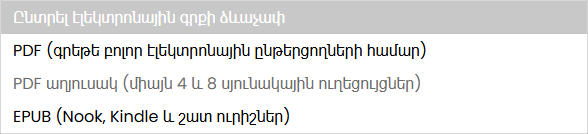 Ընտրել էլեկտրոնային գրքի ձևաչափ
PDF (գրեթե բոլոր էլեկտրոնային ընթերցողների համար)
PDF աղյուսակ (միայն 4 և 8 սյունակային ուղեցույցներ)
EPUB (Nook, Kindle և շատ ուրիշներ)